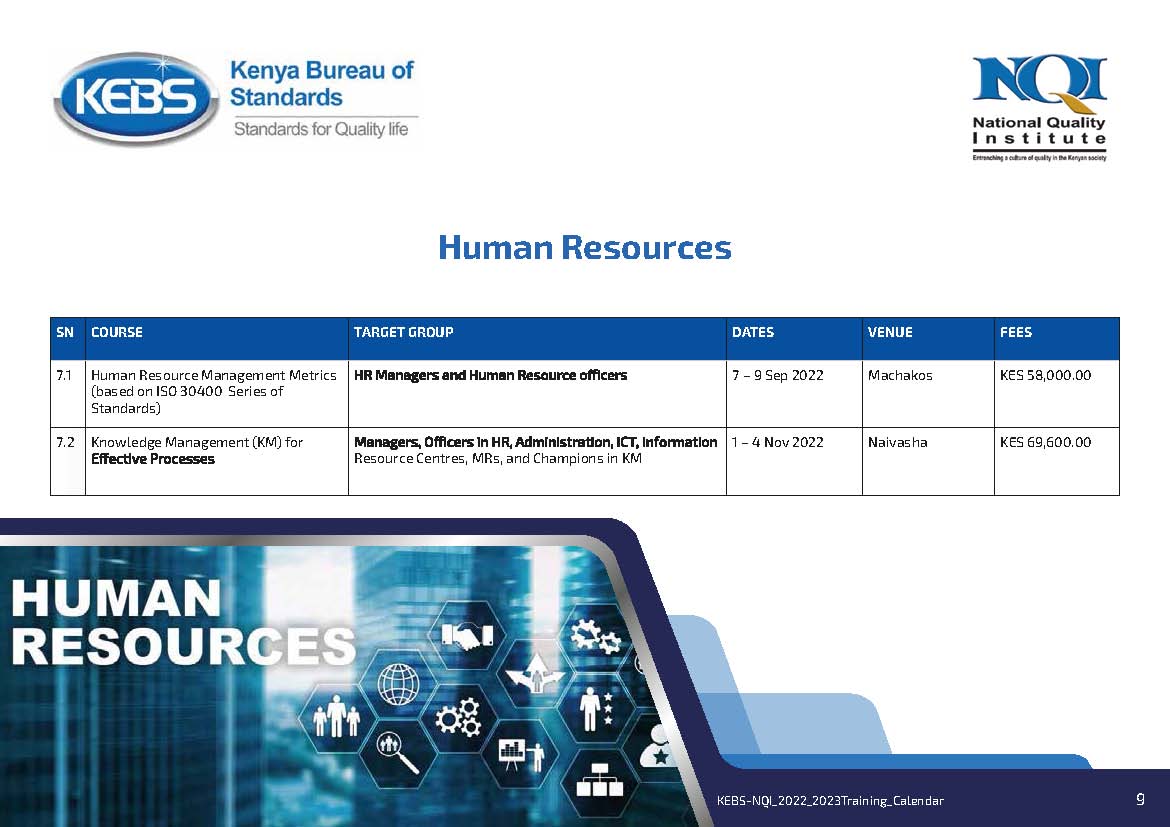 KEBS
Kenya Bureau of
Standards
Standards for Quality life
NQI
National Quality
Institute
Entrenching a culture of quality in the Kenyan society
Human Resources
SN COURSE TARGET GROUP DATES VENUE FEES
7.1 Human Resource Management Metrics HR Managers and Human Resource officers 7 – 9 Sep 2022 Machakos KES 58,000.00
(based on ISO 30400 Series of
Standards)
7.2 Knowledge Management (KM) for Managers, Officers in HR, Administration, ICT, Information 1 – 4 Nov 2022 Naivasha KES 69,600.00
Effective Processes Resource Centres, MRs, and Champions in KM
HUMAN
RESOURCES
KEBS-NQI_2022_2023Training_Calendar 9